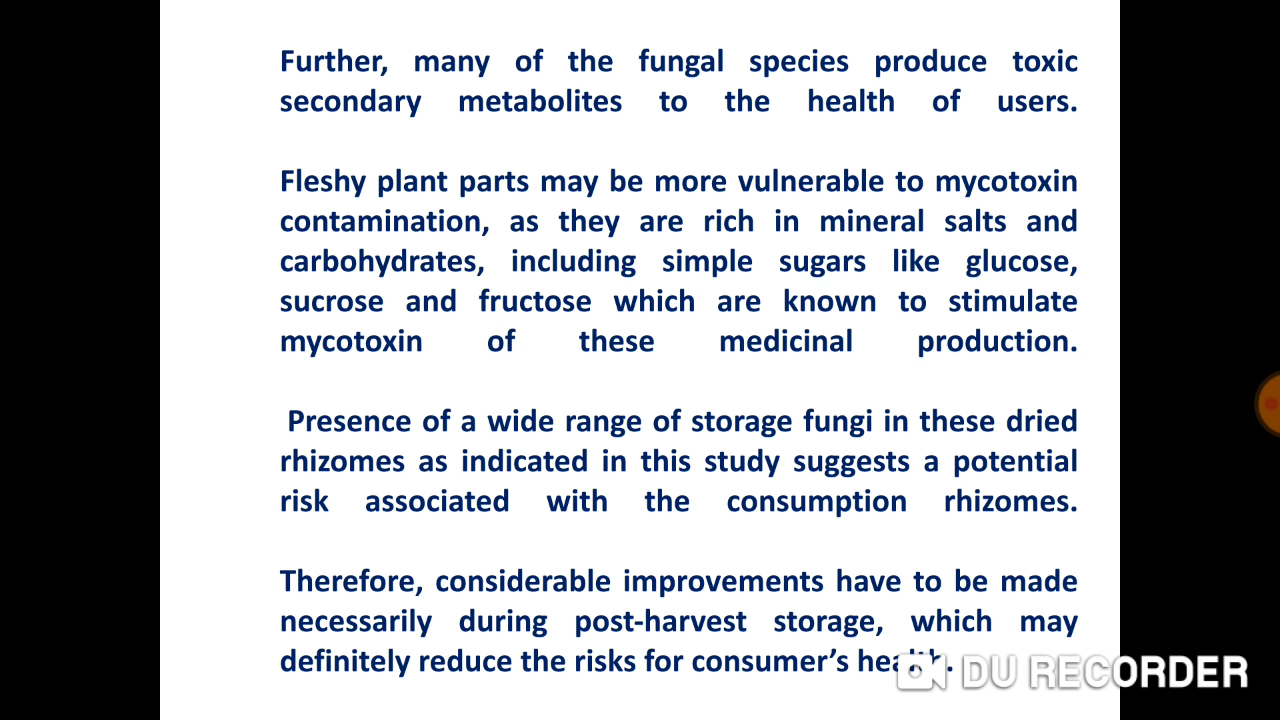 Further, many of the fungal species produce toxic
secondary metabolites to the health of users.
Fleshy plant parts may be more vulnerable to mycotoxin
contamination, as they are rich in mineral salts and
carbohydrates, including simple sugars like glucose,
sucrose and fructose which are known to stimulate
mycotoxin of these medicinal production.
Presence of a wide range of storage fungi in these dried
rhizomes as indicated in this study suggests a potential
risk associated with the consumption rhizomes.
Therefore, considerable improvements have to be made
necessarily during post-harvest storage, which may
definitely reduce the risks for consumer’s health.
DU RECORDER